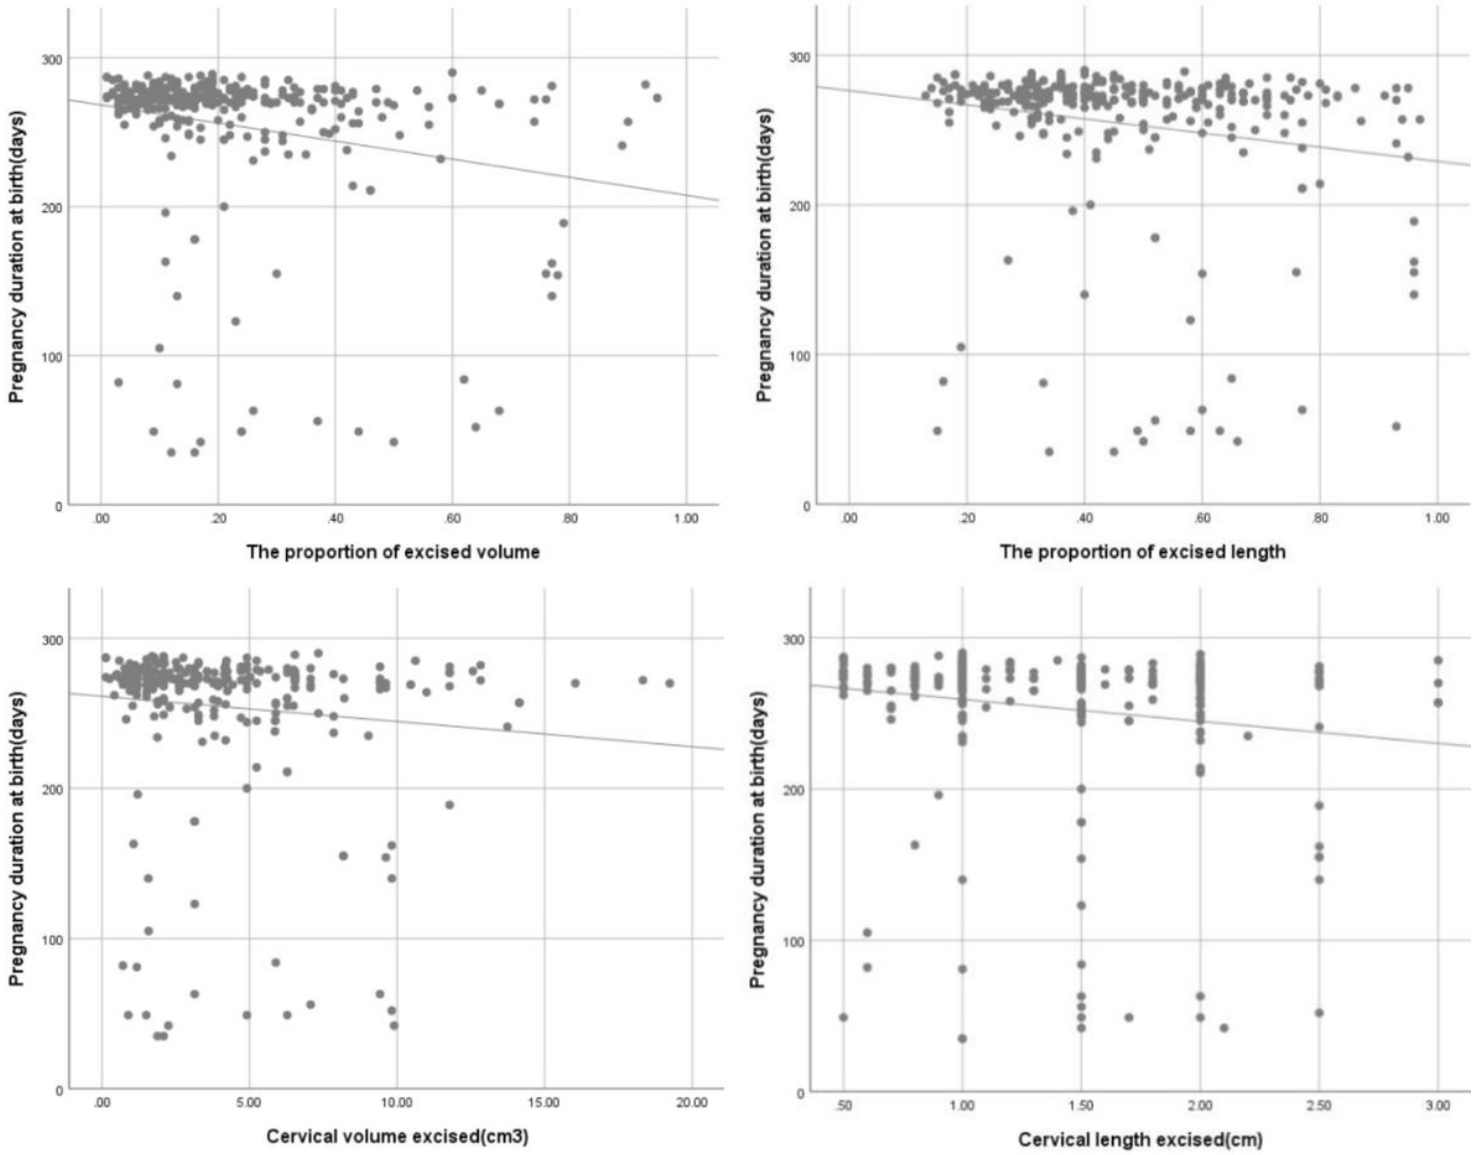 Pregnancy duration at birth(days)
300
200
100
0
.00 .20 .40 .60 .80 1.00
The proportion of excised volume
Pregnancy duration at birth(days)
300
200
100
0
.00 .20 .40 .60 .80 1.00
The proportion of excised length
Pregnancy duration at birth(days)
300
200
100
0
.00 5.00 10.00 15.00 20.00
Cervical volume excised(cm3)
Pregnancy duration at birth(days)
300
200
100
0
.50 1.00 1.50 2.00 2.50 3.00
Cervical length excised(cm)